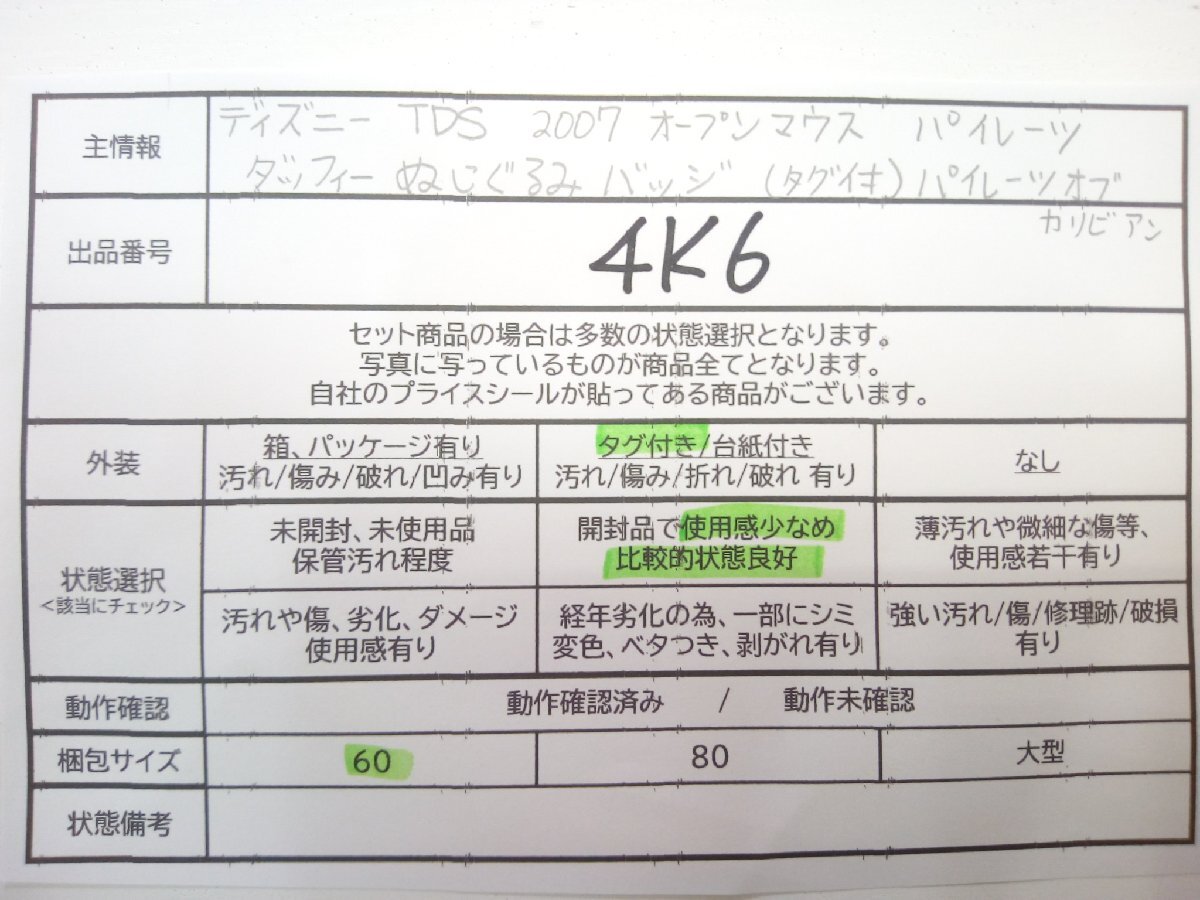 主情報
ディズニー TDS 2007 オープンマウス パイレーツ
ダッフィー ぬいぐるみ バッジ (タグ付き) パイレーツオブ
カリビアン
出品番号
4K6
セット商品の場合は多数の状態選択となります。
写真に写っているものが商品全てとなります。
自社のプライスシールが貼ってある商品がございます。
外装
箱、パッケージ有り
汚れ/傷み/破れ/凹み有り
タグ付き/台紙付き
汚れ/傷み/折れ/破れ 有り
なし
状態選択
<該当にチェック>
未開封、未使用品
保管汚れ程度
開封品で使用感少なめ
比較的状態良好
薄汚れや微細な傷等、
使用感若干有り
汚れや傷、劣化、ダメージ
使用感有り
経年劣化の為、一部にシミ
変色、ベタつき、剥がれ有り
強い汚れ/傷/修理跡/破損
有り
動作確認
動作確認済み / 動作未確認
梱包サイズ
60
80
大型
状態備考